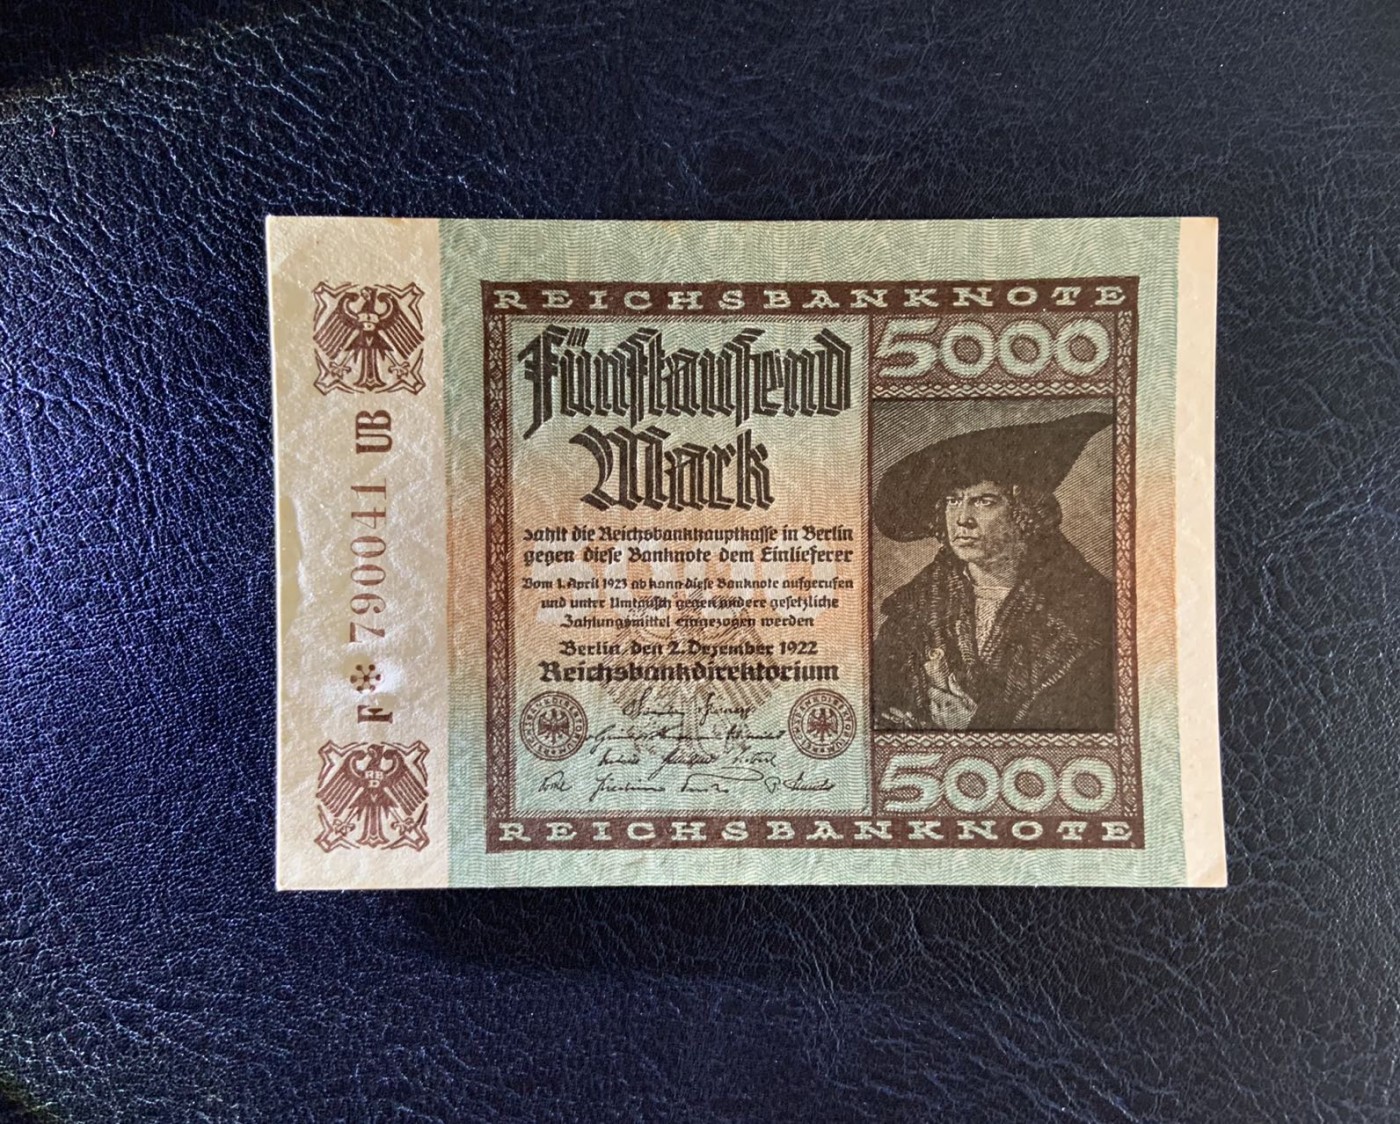 F* 790041 UB
REICHSBANKNOTE
5000
Fünftausend
Mark
zahlt die Reichsbankhauptkasse in Berlin
gegen diese Banknote dem Einlieferer
Vom 1. April 1923 ab kann diese Banknote aufgerufen
und unter Umtausch gegen andere gesetzliche
Zahlungsmittel eingezogen werden
Berlin, den 2. Dezember 1922
Reichsbankdirektorium
5000
REICHSBANKNOTE